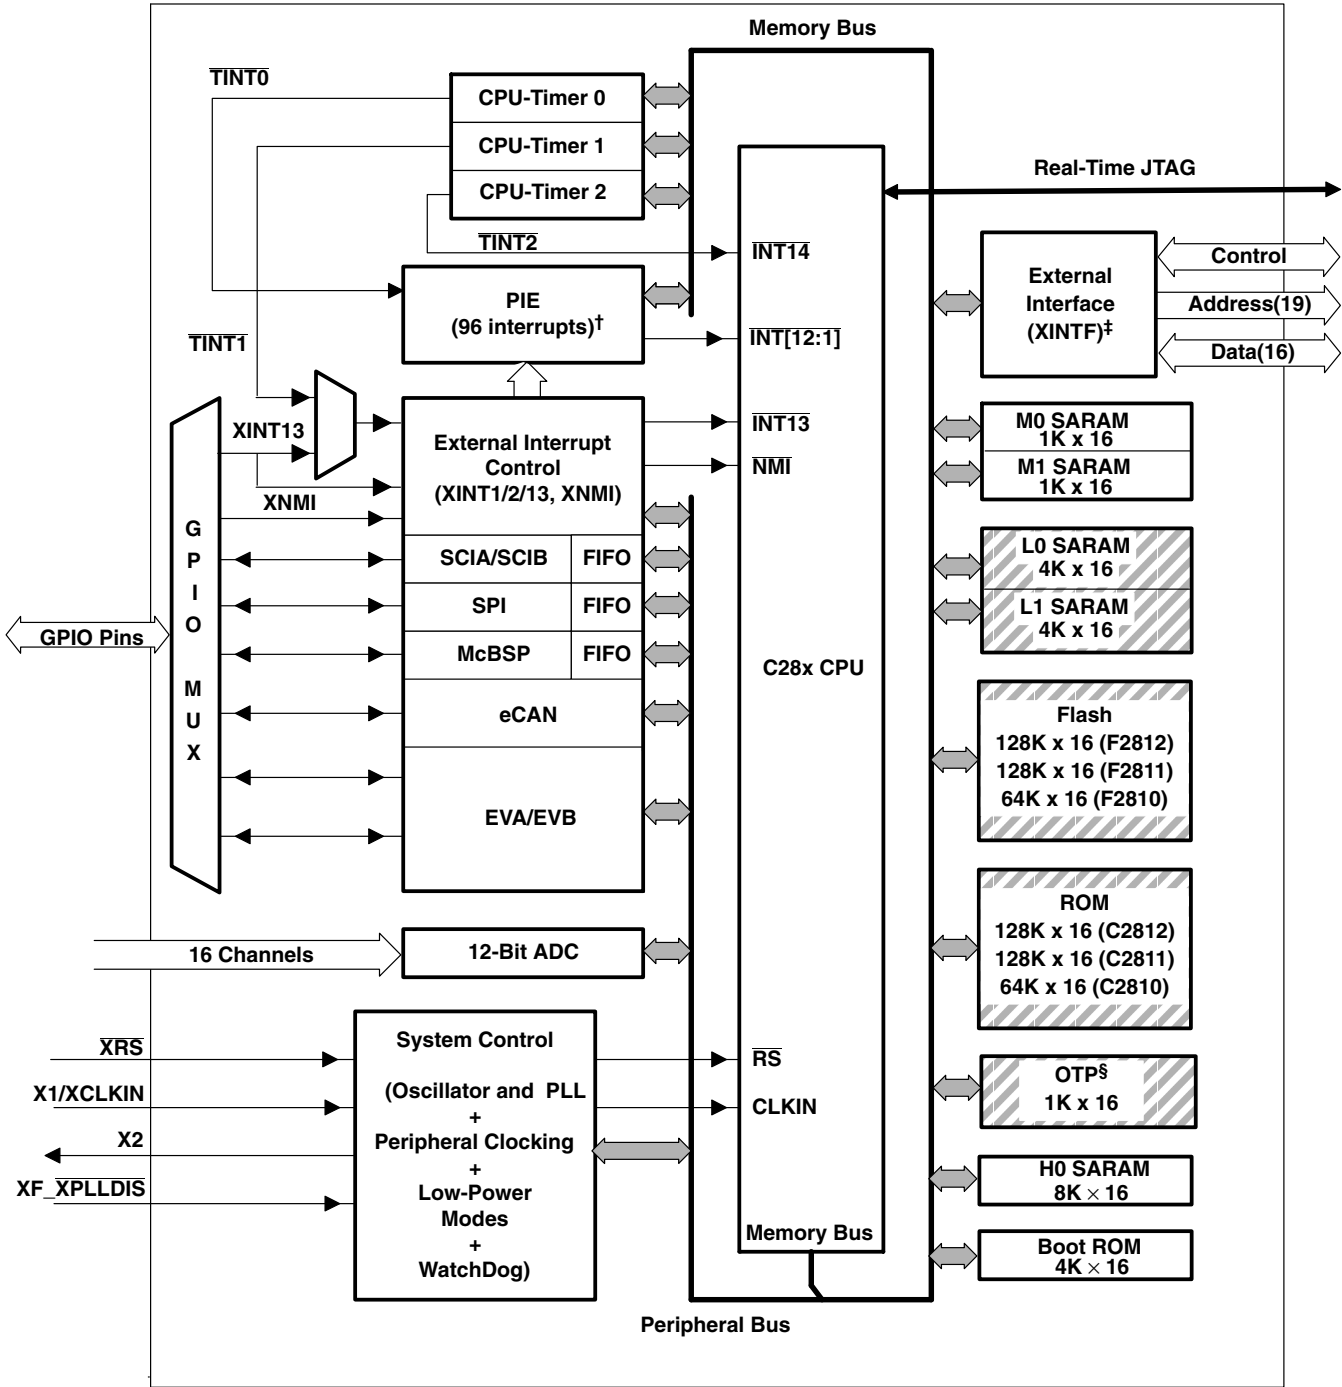 Memory Bus
TINT0
CPU-Timer 0
CPU-Timer 1
CPU-Timer 2
Real-Time JTAG
TINT2
INT14
PIE
(96 interrupts)†
INT[12:1]
External
Interface
(XINTF)‡
Control
Address(19)
Data(16)
TINT1
XINT13
XNMI
External Interrupt
Control
(XINT1/2/13, XNMI)
INT13
NMI
M0 SARAM
1K x 16
M1 SARAM
1K x 16
GPIO MUX
GPIO Pins
SCIA/SCIB
FIFO
SPI
FIFO
McBSP
FIFO
eCAN
EVA/EVB
C28x CPU
L0 SARAM
4K x 16
L1 SARAM
4K x 16
Flash
128K x 16 (F2812)
128K x 16 (F2811)
64K x 16 (F2810)
16 Channels
12-Bit ADC
ROM
128K x 16 (C2812)
128K x 16 (C2811)
64K x 16 (C2810)
XRS
X1/XCLKIN
X2
XF_XPLLDIS
System Control
(Oscillator and PLL
+
Peripheral Clocking
+
Low-Power
Modes
+
WatchDog)
RS
CLKIN
OTP§
1K x 16
H0 SARAM
8K × 16
Memory Bus
Boot ROM
4K × 16
Peripheral Bus